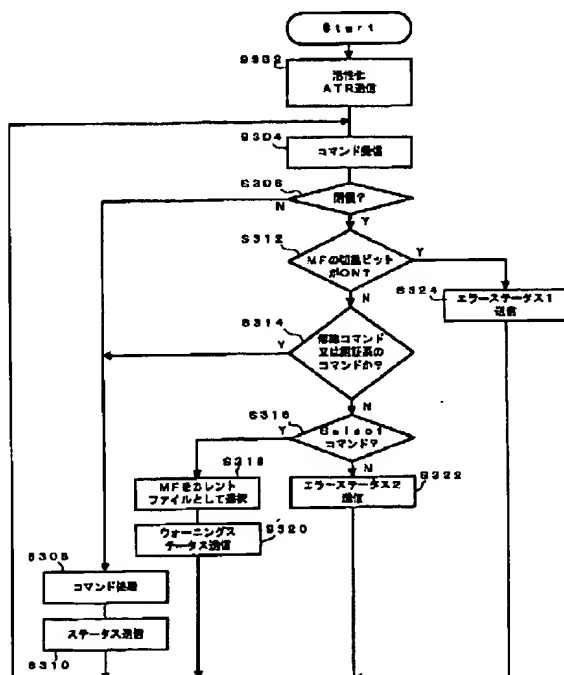 Start
S302
活性化
ATR送信
S304
コマンド受信
S306
閉鎖?
N
Y
S312
MFの切替ビット
がON?
Y
N
S324
エラーステータス1
送信
S314
コマンド
又は認証系の
コマンドか?
Y
N
S316
Select
コマンド?
Y
N
S318
MFをカレント
ファイルとして選択
S322
エラーステータス2
送信
ウォーニングス
テータス送信
S320
S308
コマンド処理
ステータス送信
S310